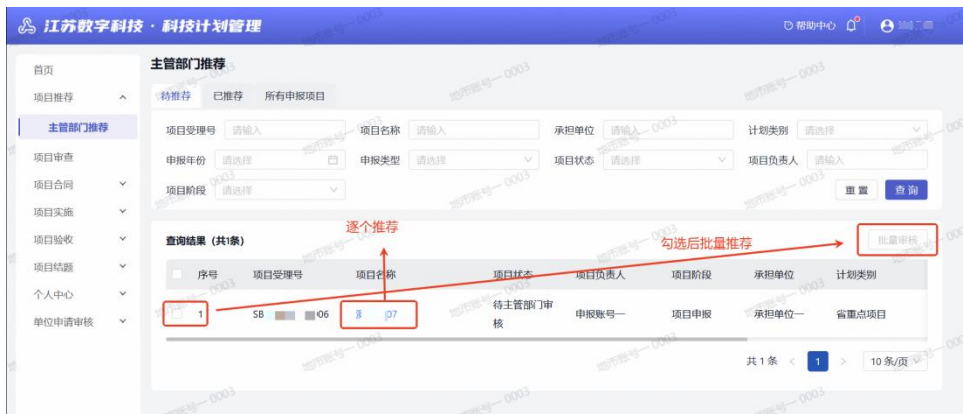 江苏数字科技 · 科技计划管理
帮助中心
首页
项目推荐
主管部门推荐
项目审查
项目合同
项目实施
项目验收
项目结题
个人中心
单位申请审核
主管部门推荐
待推荐 已推荐 所有申报项目
项目受理号 请输入 项目名称 请输入 承担单位 请输入 计划类别 请选择
申报年份 请选择 申报类型 请选择 项目状态 请选择 项目负责人 请输入
项目阶段 请选择 重置 查询
逐个推荐
勾选后批量推荐
查询结果（共1条） 批量审核
序号 项目受理号 项目名称 项目状态 项目负责人 项目阶段 承担单位 计划类别
1 SB 06 07 待主管部门审核 申报账号一 项目申报 承担单位一 省重点项目
共 1 条 < 1 > 10 条/页
地市账号一 0003